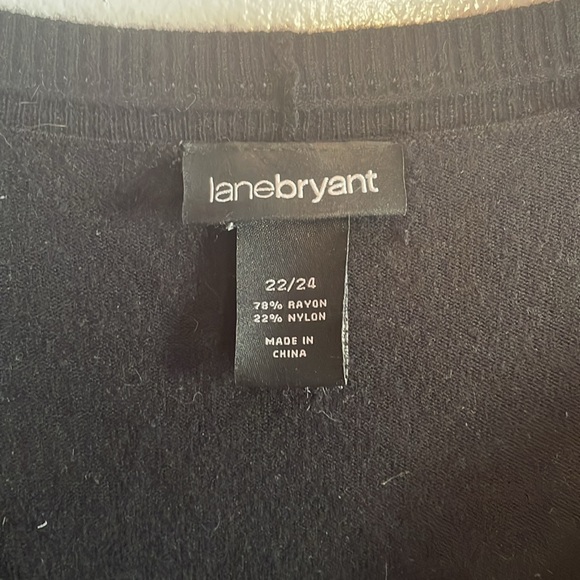 lanebryant
22/24
78% RAYON
22% NYLON
MADE IN
CHINA